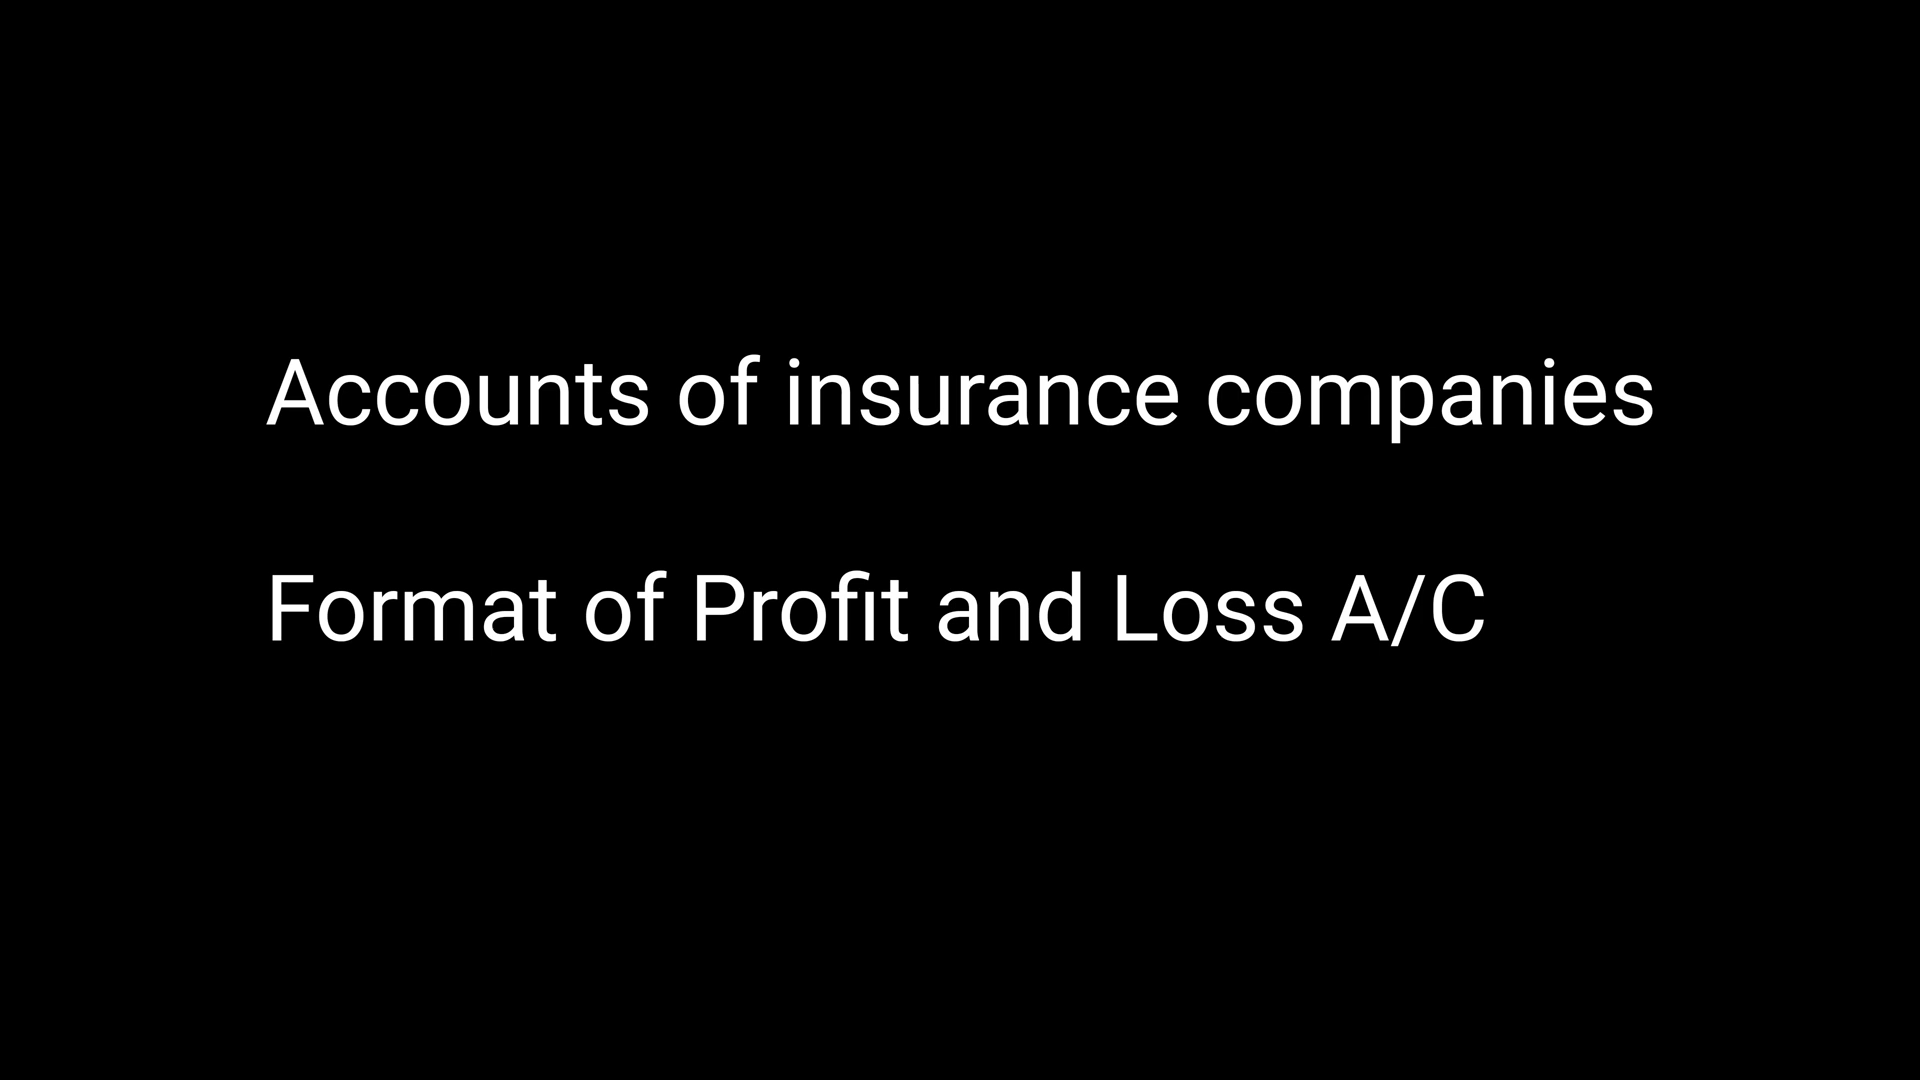 Accounts of insurance companies
Format of Profit and Loss A/C